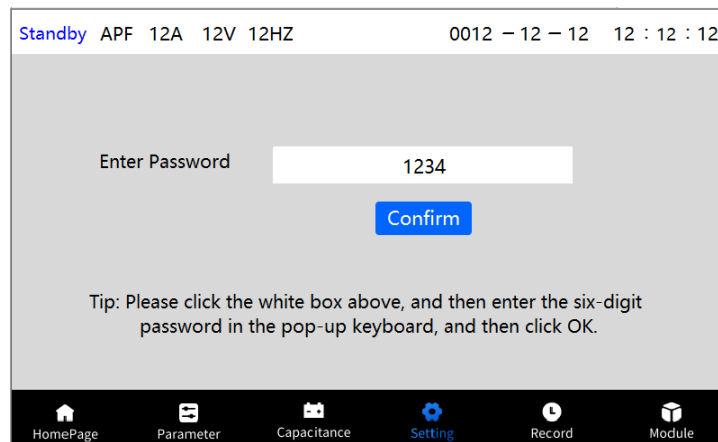 Standby APF 12A 12V 12HZ 0012 - 12 - 12 12 : 12 : 12
Enter Password 1234
Confirm
Tip: Please click the white box above, and then enter the six-digit
password in the pop-up keyboard, and then click OK.
HomePage Parameter Capacitance Setting Record Module